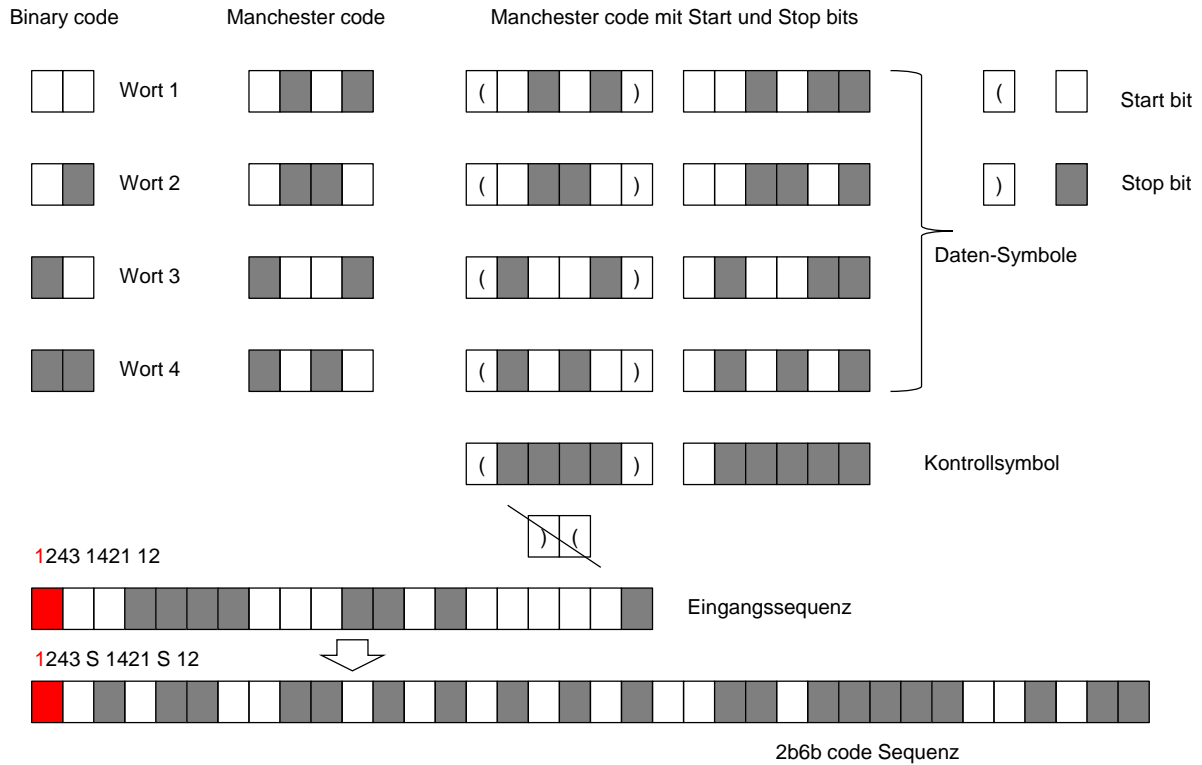 Binary code
Manchester code
Manchester code mit Start und Stop bits
Wort 1
( )
( Start bit
Wort 2
( )
) Stop bit
Daten-Symbole
Wort 3
( )
Wort 4
( )
( )
Kontrollsymbol
) (
1243 1421 12
Eingangssequenz
1243 S 1421 S 12
2b6b code Sequenz